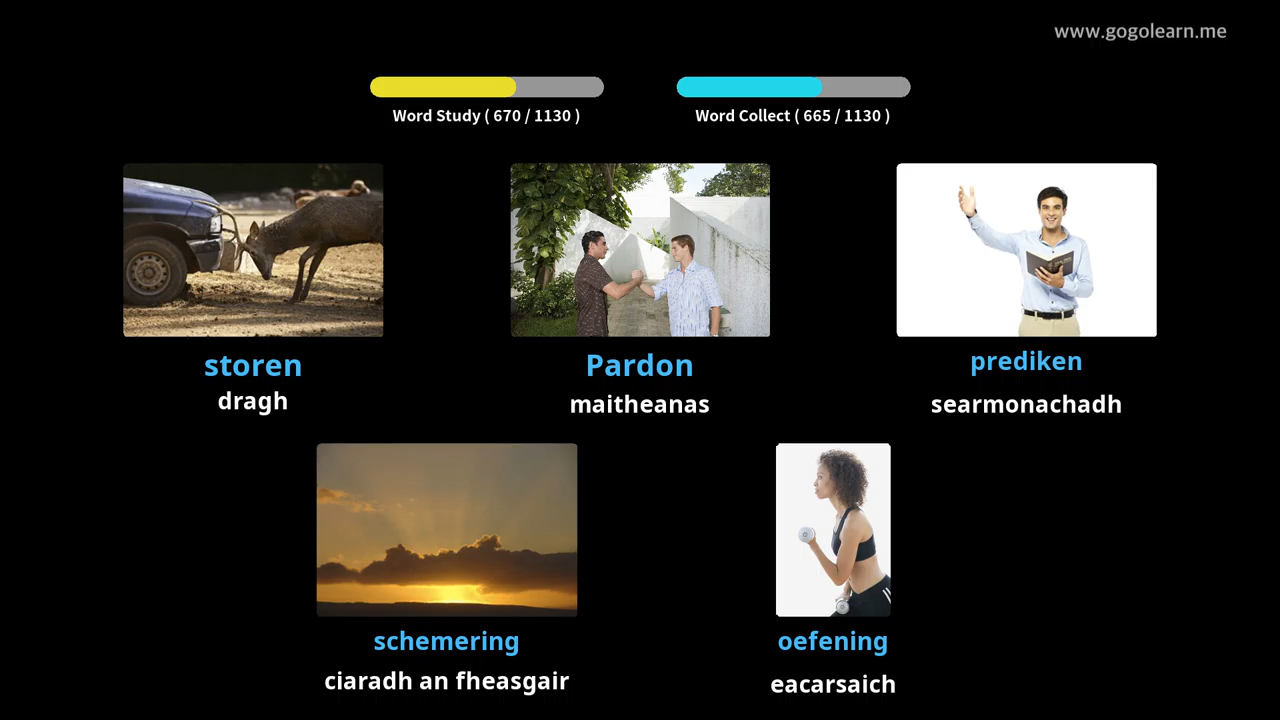 www.gogolearn.me
Word Study ( 670 / 1130 )
Word Collect ( 665 / 1130 )
storen
dragh
Pardon
maitheanas
prediken
searmonachadh
schemering
ciaradh an fheasgair
oefening
eacarsaich